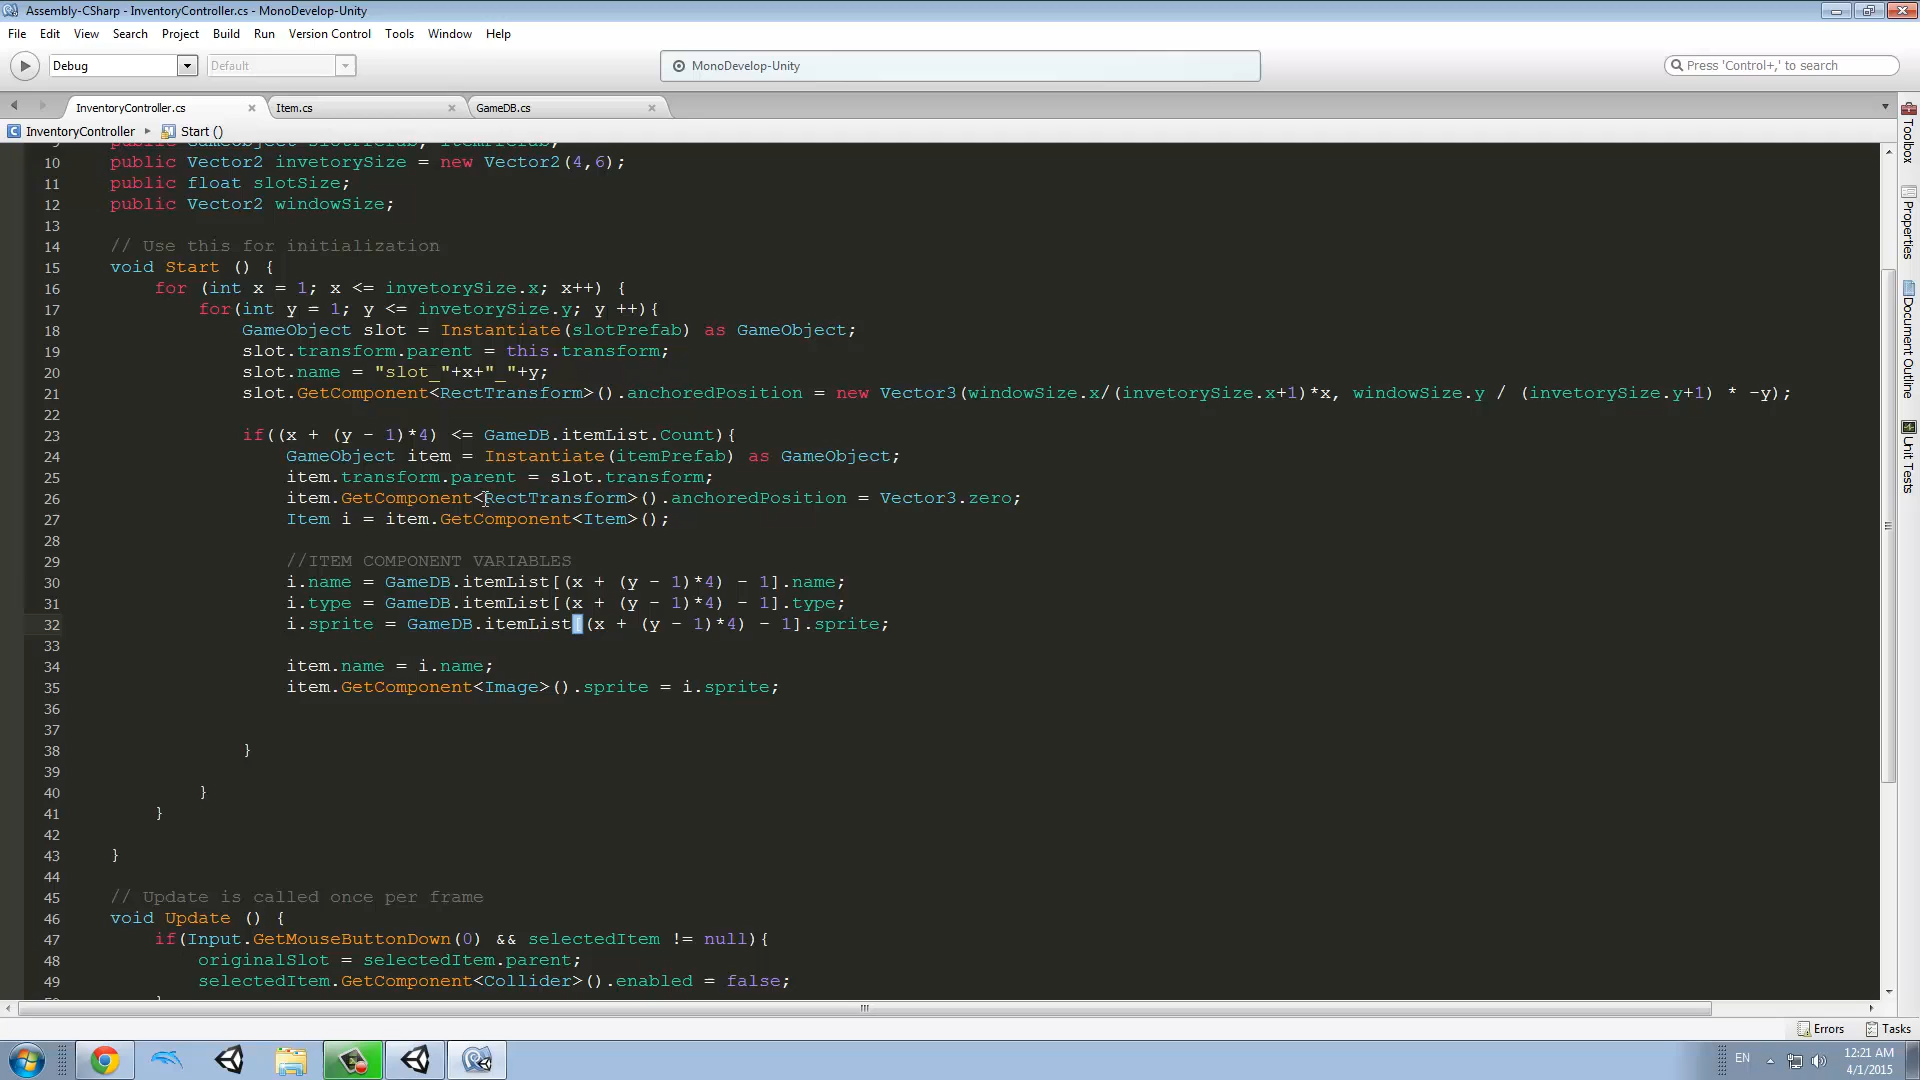 Assembly-CSharp - InventoryController.cs - MonoDevelop-Unity
File Edit View Search Project Build Run Version Control Tools Window Help
Debug Default MonoDevelop-Unity Press 'Control+,' to search
InventoryController.cs Item.cs GameDB.cs
InventoryController Start ()
10 public Vector2 invetorySize = new Vector2(4,6);
11 public float slotSize;
12 public Vector2 windowSize;
13
14 // Use this for initialization
15 void Start () {
16 for (int x = 1; x <= invetorySize.x; x++) {
17 for(int y = 1; y <= invetorySize.y; y ++){
18 GameObject slot = Instantiate(slotPrefab) as GameObject;
19 slot.transform.parent = this.transform;
20 slot.name = "slot_"+x+"_"+y;
21 slot.GetComponent<RectTransform>().anchoredPosition = new Vector3(windowSize.x/(invetorySize.x+1)*x, windowSize.y / (invetorySize.y+1) * -y);
22
23 if((x + (y - 1)*4) <= GameDB.itemList.Count){
24 GameObject item = Instantiate(itemPrefab) as GameObject;
25 item.transform.parent = slot.transform;
26 item.GetComponent<RectTransform>().anchoredPosition = Vector3.zero;
27 Item i = item.GetComponent<Item>();
28
29 //ITEM COMPONENT VARIABLES
30 i.name = GameDB.itemList[(x + (y - 1)*4) - 1].name;
31 i.type = GameDB.itemList[(x + (y - 1)*4) - 1].type;
32 i.sprite = GameDB.itemList[(x + (y - 1)*4) - 1].sprite;
33
34 item.name = i.name;
35 item.GetComponent<Image>().sprite = i.sprite;
36
37
38 }
39
40 }
41 }
42
43 }
44
45 // Update is called once per frame
46 void Update () {
47 if(Input.GetMouseButtonDown(0) && selectedItem != null){
48 originalSlot = selectedItem.parent;
49 selectedItem.GetComponent<Collider>().enabled = false;
Toolbox
Properties
Document Outline
Unit Tests
Errors Tasks
EN 12:21 AM
4/1/2015